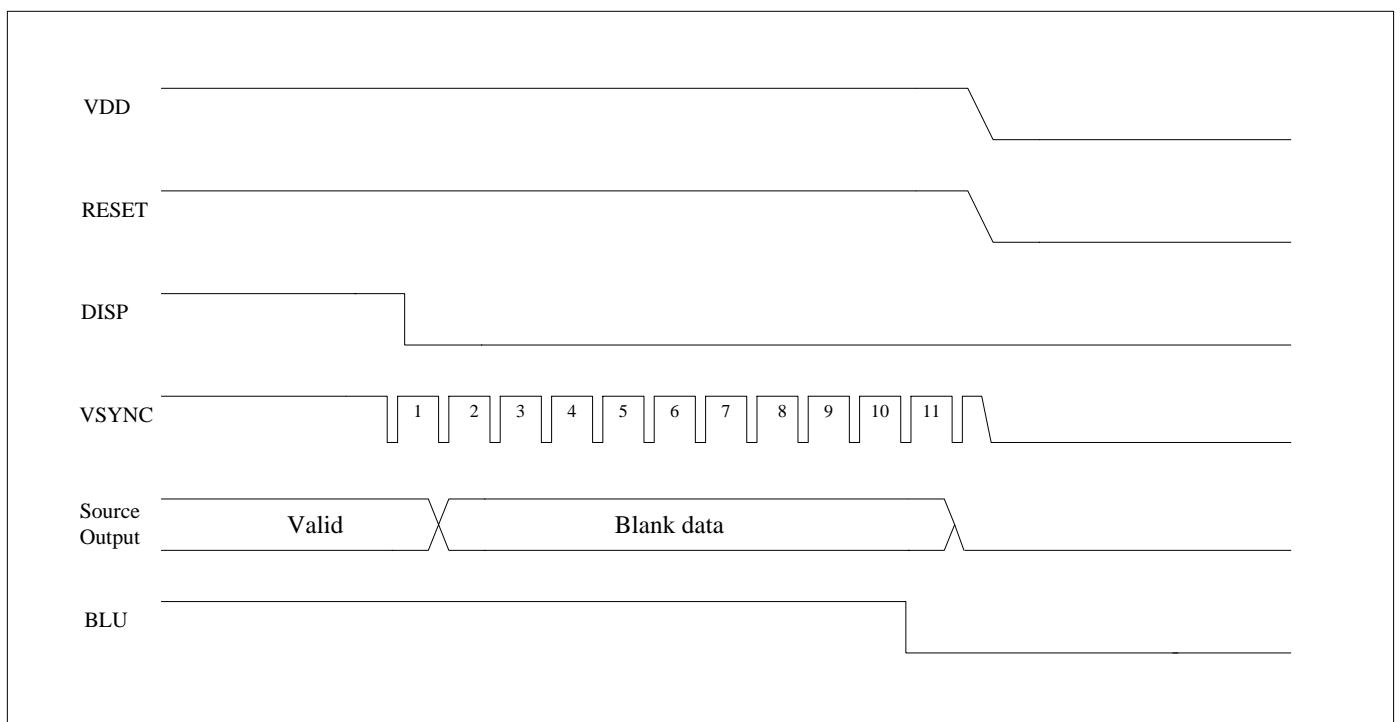 VDD
RESET
DISP
VSYNC
1 2 3 4 5 6 7 8 9 10 11
Source
Output
Valid
Blank data
BLU